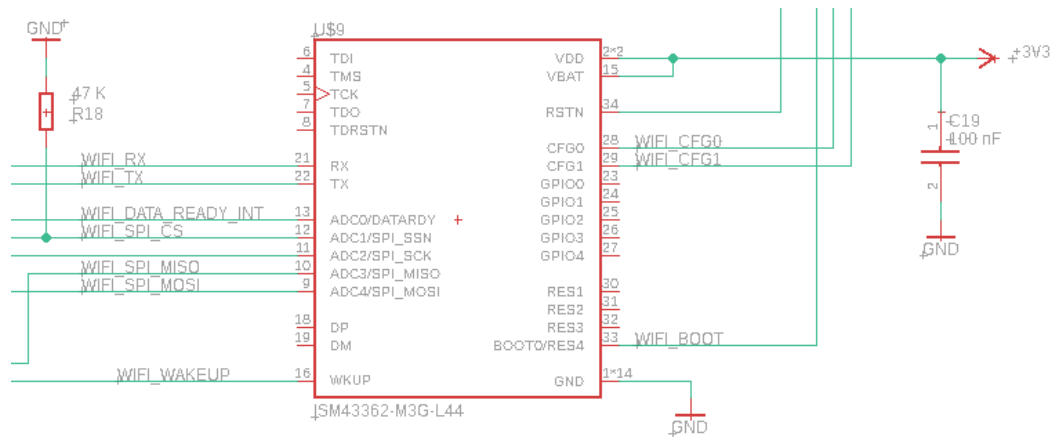 GND
47 K
R18
U$9
6 TDI
4 TMS
5 TCK
7 TDO
8 TDRSTN
WIFI_RX 21 RX
WIFI_TX 22 TX
WIFI_DATA_READY_INT 13 ADC0/DATARDY
WIFI_SPI_CS 12 ADC1/SPI_SSN
11 ADC2/SPI_SCK
WIFI_SPI_MISO 10 ADC3/SPI_MISO
WIFI_SPI_MOSI 9 ADC4/SPI_MOSI
18 DP
19 DM
WIFI_WAKEUP 16 WKUP
VDD 2*2
VBAT 15
RSTN 34
CFG0 28 WIFI_CFG0
CFG1 29 WIFI_CFG1
GPIO0 23
GPIO1 24
GPIO2 25
GPIO3 26
GPIO4 27
RES1 30
RES2 31
RES3 32
BOOT0/RES4 33 WIFI_BOOT
GND 1*14
ISM43362-M3G-L44
GND
+3V3
C19
100 nF
1
2
GND